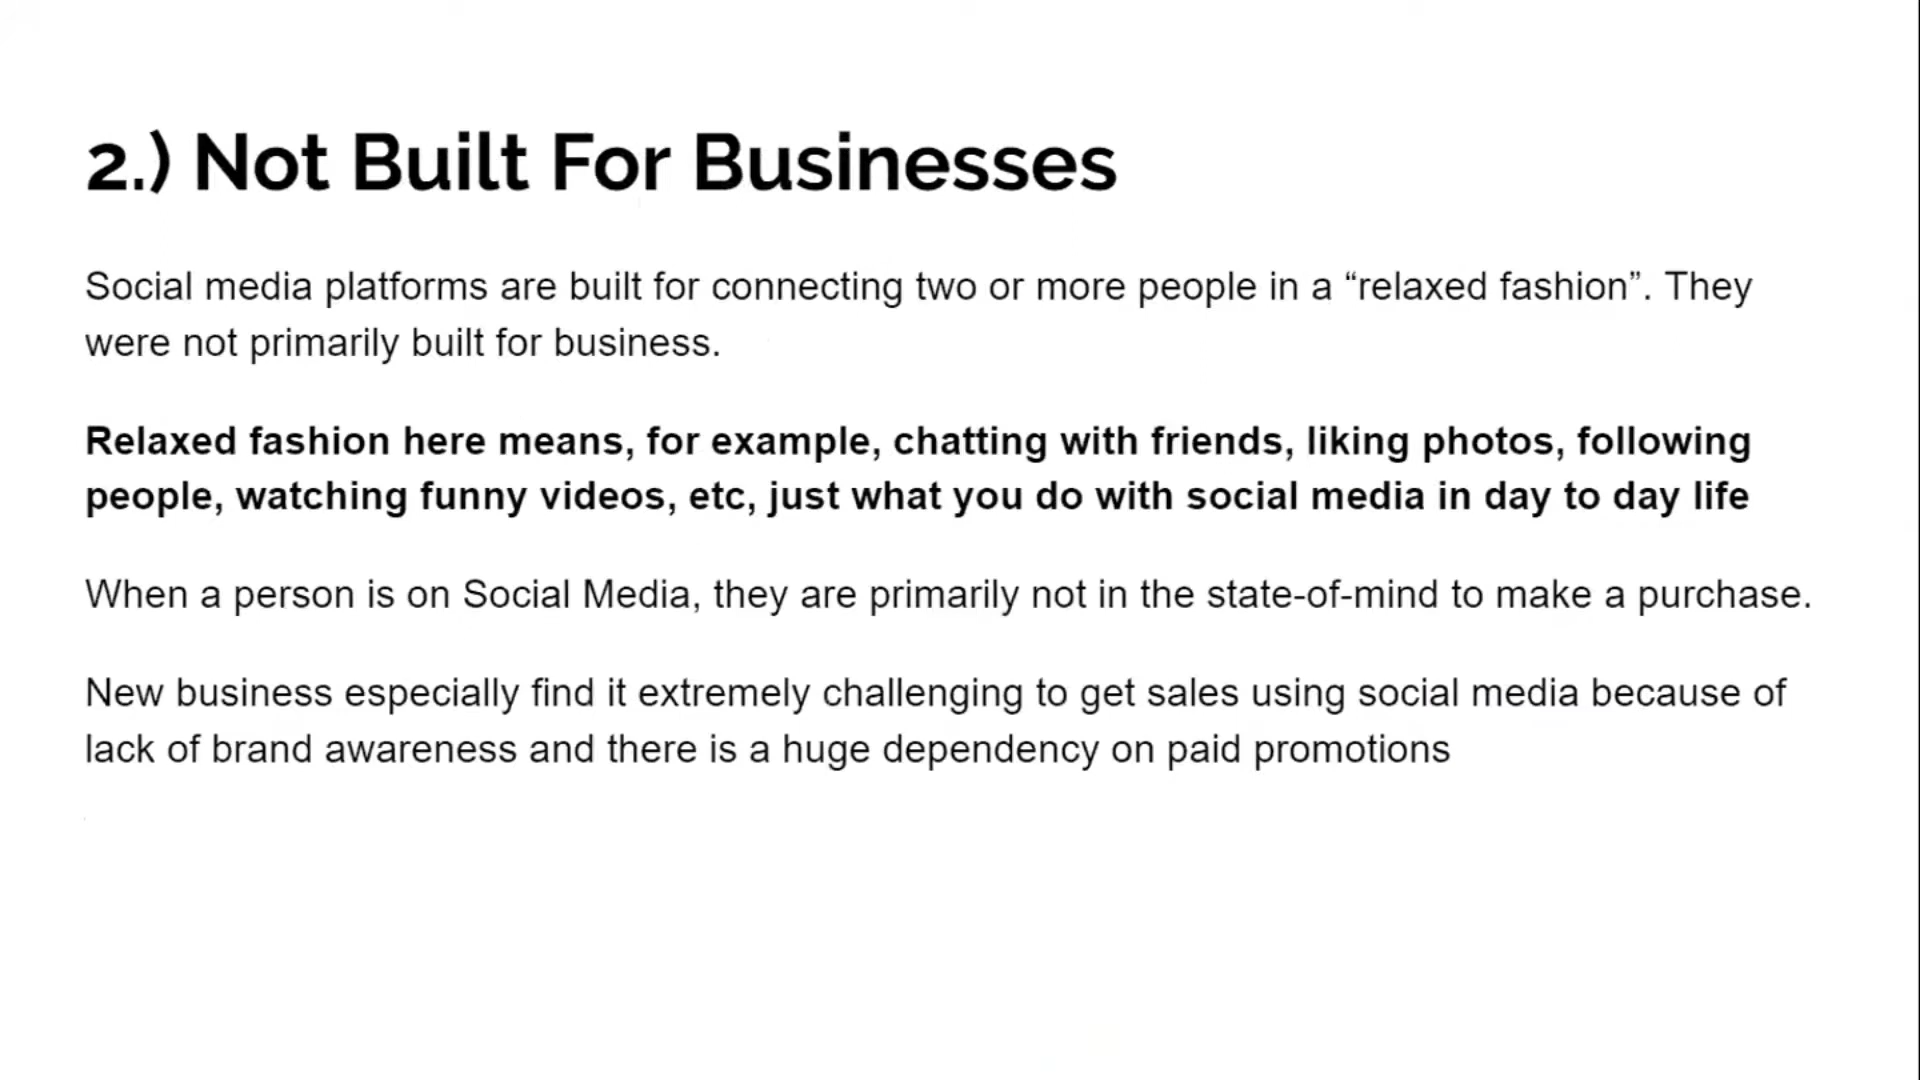 2.) Not Built For Businesses
Social media platforms are built for connecting two or more people in a “relaxed fashion”. They
were not primarily built for business.
Relaxed fashion here means, for example, chatting with friends, liking photos, following
people, watching funny videos, etc, just what you do with social media in day to day life
When a person is on Social Media, they are primarily not in the state-of-mind to make a purchase.
New business especially find it extremely challenging to get sales using social media because of
lack of brand awareness and there is a huge dependency on paid promotions